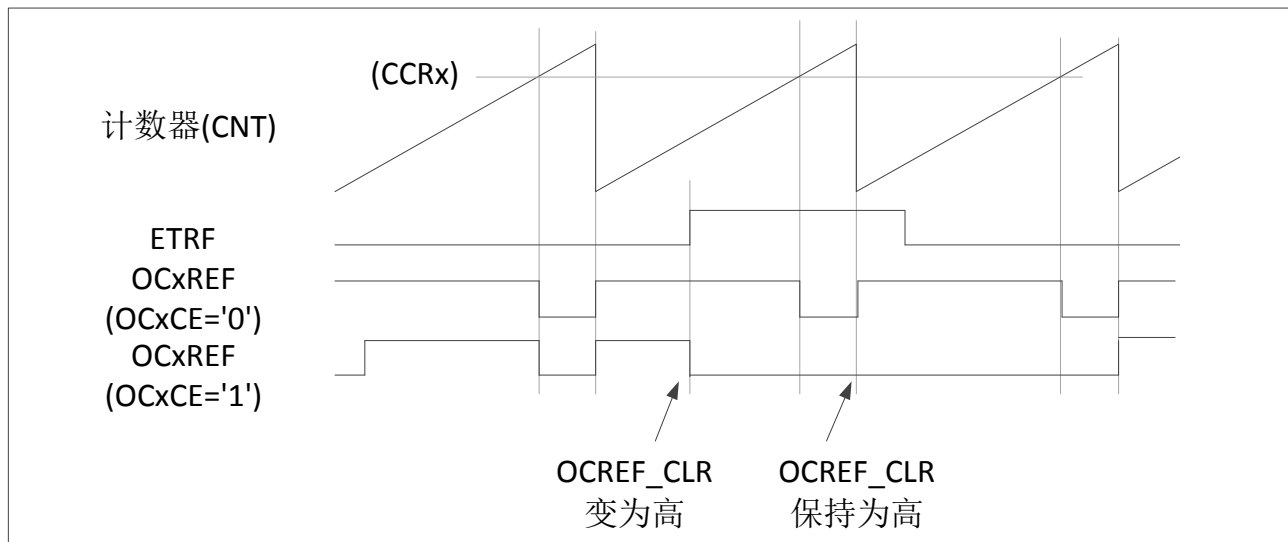 (CCRx)
计数器(CNT)
ETRF
OCxREF
(OCxCE='0')
OCxREF
(OCxCE='1')
OCREF_CLR
变为高
OCREF_CLR
保持为高